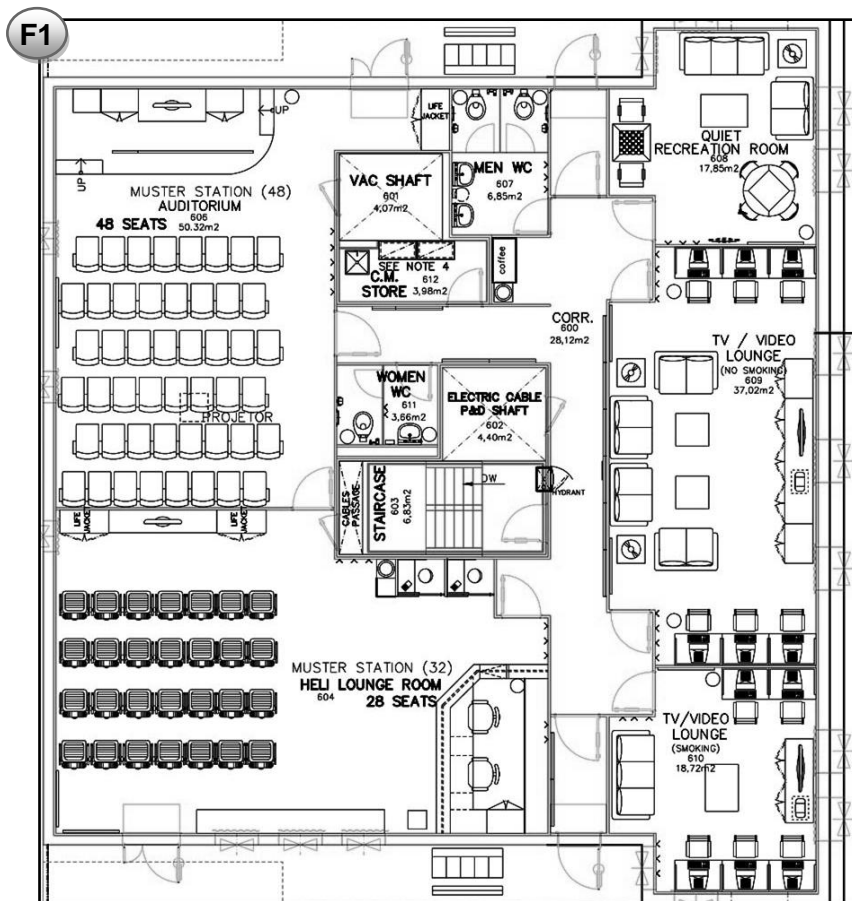 F1
UP
LIFE
JACKET
UP
MUSTER STATION (48)
AUDITORIUM
606
48 SEATS 50.32m2
VAC SHAFT
601
4,07m2
MEN WC
607
6,85m2
QUIET
RECREATION ROOM
608
17,85m2
SEE NOTE 4
C.M. 612
STORE 3,98m2
coffee
CORR.
600
28,12m2
TV / VIDEO
LOUNGE
(NO SMOKING)
609
37,02m2
PROJETOR
WOMEN
WC
611
3,66m2
ELECTRIC CABLE
P&D SHAFT
602
4,40m2
LIFE
JACKET
LIFE
JACKET
CABLES
PASSAGE
STAIRCASE
603
6,83m2
DW
HYDRANT
MUSTER STATION (32)
HELI LOUNGE ROOM
604
28 SEATS
TV/VIDEO
LOUNGE
(SMOKING)
610
18,72m2